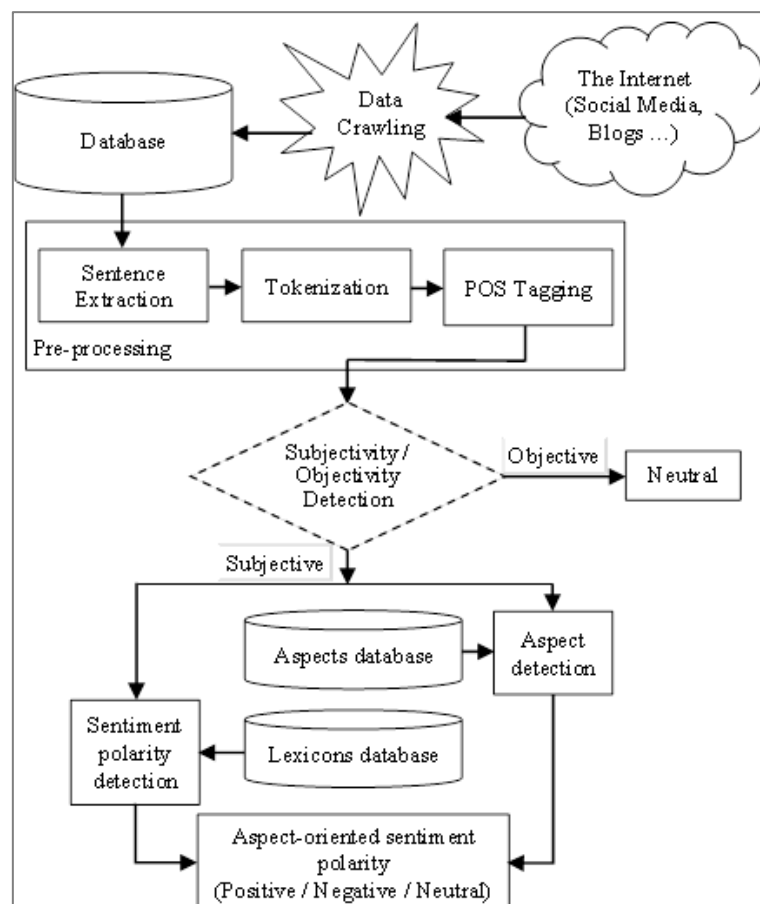 The Internet
(Social Media,
Blogs ...)
Data
Crawling
Database
Sentence
Extraction
Tokenization
POS Tagging
Pre-processing
Subjectivity /
Objectivity
Detection
Objective
Neutral
Subjective
Aspects database
Aspect
detection
Sentiment
polarity
detection
Lexicons database
Aspect-oriented sentiment
polarity
(Positive / Negative / Neutral)